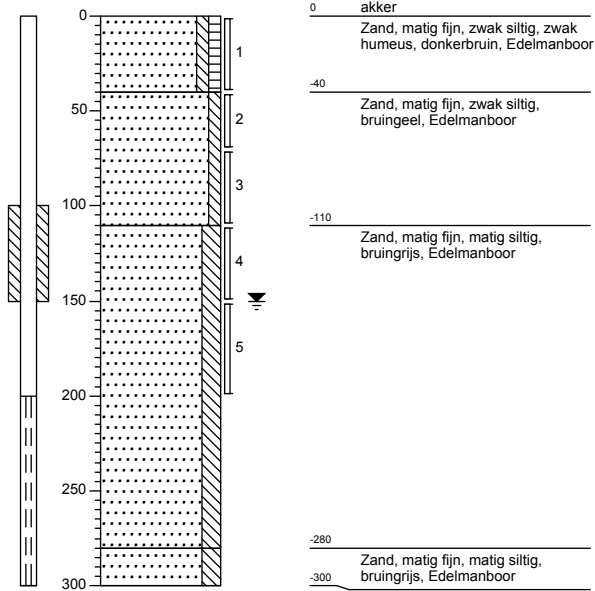 0
50
100
150
200
250
300
1
2
3
4
5
0 akker
Zand, matig fijn, zwak siltig, zwak
humeus, donkerbruin, Edelmanboor
-40
Zand, matig fijn, zwak siltig,
bruingeel, Edelmanboor
-110
Zand, matig fijn, matig siltig,
bruingrijs, Edelmanboor
-280
Zand, matig fijn, matig siltig,
bruingrijs, Edelmanboor
-300